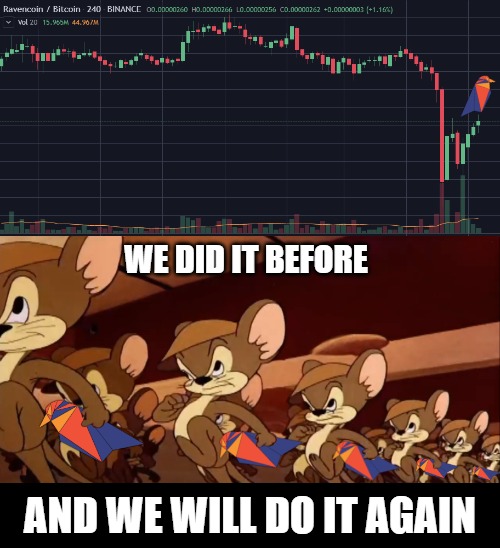 Ravencoin / Bitcoin · 240 · BINANCE O0.00000260 H0.00000266 L0.00000256 C0.00000262 +0.00000003 (+1.16%)
Vol 20 15.965M 44.967M
WE DID IT BEFORE
AND WE WILL DO IT AGAIN